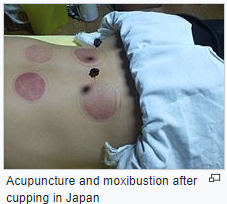 Acupuncture and moxibustion after
cupping in Japan